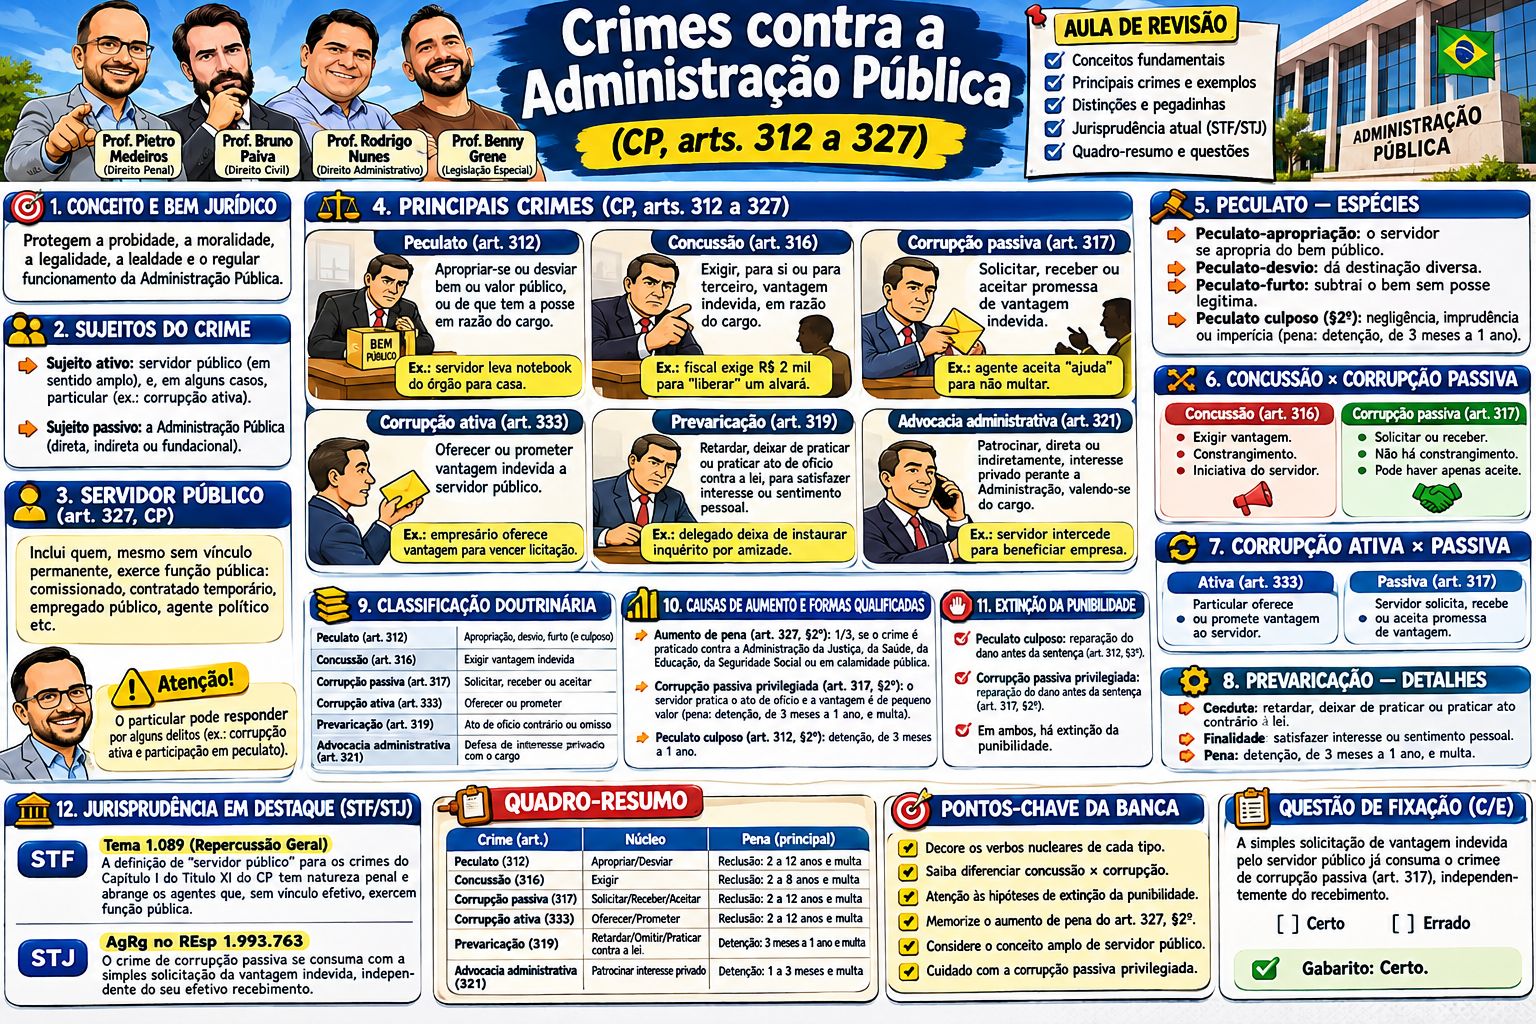 Crimes contra a
Administração Pública
(CP, arts. 312 a 327)
Prof. Pietro
Medeiros
(Direito Penal)
Prof. Bruno
Paiva
(Direito Civil)
Prof. Rodrigo
Nunes
(Direito Administrativo)
Prof. Benny
Grene
(Legislação Especial)
AULA DE REVISÃO
Conceitos fundamentais
Principais crimes e exemplos
Distinções e pegadinhas
Jurisprudência atual (STF/STJ)
Quadro-resumo e questões
ADMINISTRAÇÃO
PÚBLICA
1. CONCEITO E BEM JURÍDICO
Protegem a probidade, a moralidade,
a legalidade, a lealdade e o regular
funcionamento da Administração Pública.
2. SUJEITOS DO CRIME
Sujeito ativo: servidor público (em
sentido amplo), e, em alguns casos,
particular (ex.: corrupção ativa).
Sujeito passivo: a Administração Pública
(direta, indireta ou fundacional).
3. SERVIDOR PÚBLICO
(art. 327, CP)
Inclui quem, mesmo sem vínculo
permanente, exerce função pública:
comissionado, contratado temporário,
empregado público, agente político
etc.
Atenção!
O particular pode responder
por alguns delitos (ex.: corrupção
ativa e participação em peculato).
4. PRINCIPAIS CRIMES (CP, arts. 312 a 327)
Peculato (art. 312)
Apropriar-se ou desviar
bem ou valor público,
ou de que tem a posse
em razão do cargo.
BEM
PÚBLICO
Ex.: servidor leva notebook
do órgão para casa.
Concussão (art. 316)
Exigir, para si ou para
terceiro, vantagem
indevida, em razão
do cargo.
Ex.: fiscal exige R$ 2 mil
para "liberar" um alvará.
Corrupção passiva (art. 317)
Solicitar, receber ou
aceitar promessa
de vantagem
indevida.
Ex.: agente aceita "ajuda"
para não multar.
Corrupção ativa (art. 333)
Oferecer ou prometer
vantagem indevida a
servidor público.
Ex.: empresário oferece
vantagem para vencer licitação.
Prevaricação (art. 319)
Retardar, deixar de praticar
ou praticar ato de ofício
contra a lei, para satisfazer
interesse ou sentimento
pessoal.
Ex.: delegado deixa de instaurar
inquérito por amizade.
Advocacia administrativa (art. 321)
Patrocinar, direta ou
indiretamente, interesse
privado perante a
Administração, valendo-se
do cargo.
Ex.: servidor intercede
para beneficiar empresa.
5. PECULATO — ESPÉCIES
Peculato-apropriação: o servidor
se apropria do bem público.
Peculato-desvio: dá destinação diversa.
Peculato-furto: subtrai o bem sem posse
legítima.
Peculato culposo (§2º): negligência, imprudência
ou imperícia (pena: detenção, de 3 meses a 1 ano).
6. CONCUSSÃO × CORRUPÇÃO PASSIVA
Concussão (art. 316)
Exigir vantagem.
Constrangimento.
Iniciativa do servidor.
Corrupção passiva (art. 317)
Solicitar ou receber.
Não há constrangimento.
Pode haver apenas aceite.
7. CORRUPÇÃO ATIVA × PASSIVA
Ativa (art. 333)
Particular oferece
ou promete vantagem
ao servidor.
Passiva (art. 317)
Servidor solicita, recebe
ou aceita promessa
de vantagem.
8. PREVARICAÇÃO — DETALHES
Conduta: retardar, deixar de praticar ou praticar ato
contrário à lei.
Finalidade: satisfazer interesse ou sentimento pessoal.
Pena: detenção, de 3 meses a 1 ano, e multa.
9. CLASSIFICAÇÃO DOUTRINÁRIA
Peculato (art. 312) Apropriação, desvio, furto (e culposo)
Concussão (art. 316) Exigir vantagem indevida
Corrupção passiva (art. 317) Solicitar, receber ou aceitar
Corrupção ativa (art. 333) Oferecer ou prometer
Prevaricação (art. 319) Ato de ofício contrário ou omisso
Advocacia administrativa Defesa de interesse privado
(art. 321) com o cargo
10. CAUSAS DE AUMENTO E FORMAS QUALIFICADAS
Aumento de pena (art. 327, §2º): 1/3, se o crime é
praticado contra a Administração da Justiça, da Saúde, da
Educação, da Seguridade Social ou em calamidade pública.
Corrupção passiva privilegiada (art. 317, §2º): o
servidor pratica o ato de ofício e a vantagem é de pequeno
valor (pena: detenção, de 3 meses a 1 ano, e multa).
Peculato culposo (art. 312, §2º): detenção, de 3 meses
a 1 ano.
11. EXTINÇÃO DA PUNIBILIDADE
Peculato culposo: reparação do
dano antes da sentença (art. 312, §3º).
Corrupção passiva privilegiada:
reparação do dano antes da sentença
(art. 317, §2º).
Em ambos, há extinção da
punibilidade.
12. JURISPRUDÊNCIA EM DESTAQUE (STF/STJ)
STF
Tema 1.089 (Repercussão Geral)
A definição de "servidor público" para os crimes do
Capítulo I do Título XI do CP tem natureza penal e
abrange os agentes que, sem vínculo efetivo, exercem
função pública.
STJ
AgRg no REsp 1.993.763
O crime de corrupção passiva se consuma com a
simples solicitação da vantagem indevida, indepen-
dente do seu efetivo recebimento.
QUADRO-RESUMO
Crime (art.) Núcleo Pena (principal)
Peculato (312) Apropriar/Desviar Reclusão: 2 a 12 anos e multa
Concussão (316) Exigir Reclusão: 2 a 8 anos e multa
Corrupção passiva (317) Solicitar/Receber/Aceitar Reclusão: 2 a 12 anos e multa
Corrupção ativa (333) Oferecer/Prometer Reclusão: 2 a 12 anos e multa
Prevaricação (319) Retardar/Omitir/Praticar contra a lei. Detenção: 3 meses a 1 ano e multa
Advocacia administrativa (321) Patrocinar interesse privado Detenção: 1 a 3 meses e multa
PONTOS-CHAVE DA BANCA
Decore os verbos nucleares de cada tipo.
Saiba diferenciar concussão × corrupção.
Atenção às hipóteses de extinção da punibilidade.
Memorize o aumento de pena do art. 327, §2º.
Considere o conceito amplo de servidor público.
Cuidado com a corrupção passiva privilegiada.
QUESTÃO DE FIXAÇÃO (C/E)
A simples solicitação de vantagem indevida
pelo servidor público já consuma o crimee
de corrupção passiva (art. 317), independen-
temente do recebimento.
[ ] Certo [ ] Errado
Gabarito: Certo.